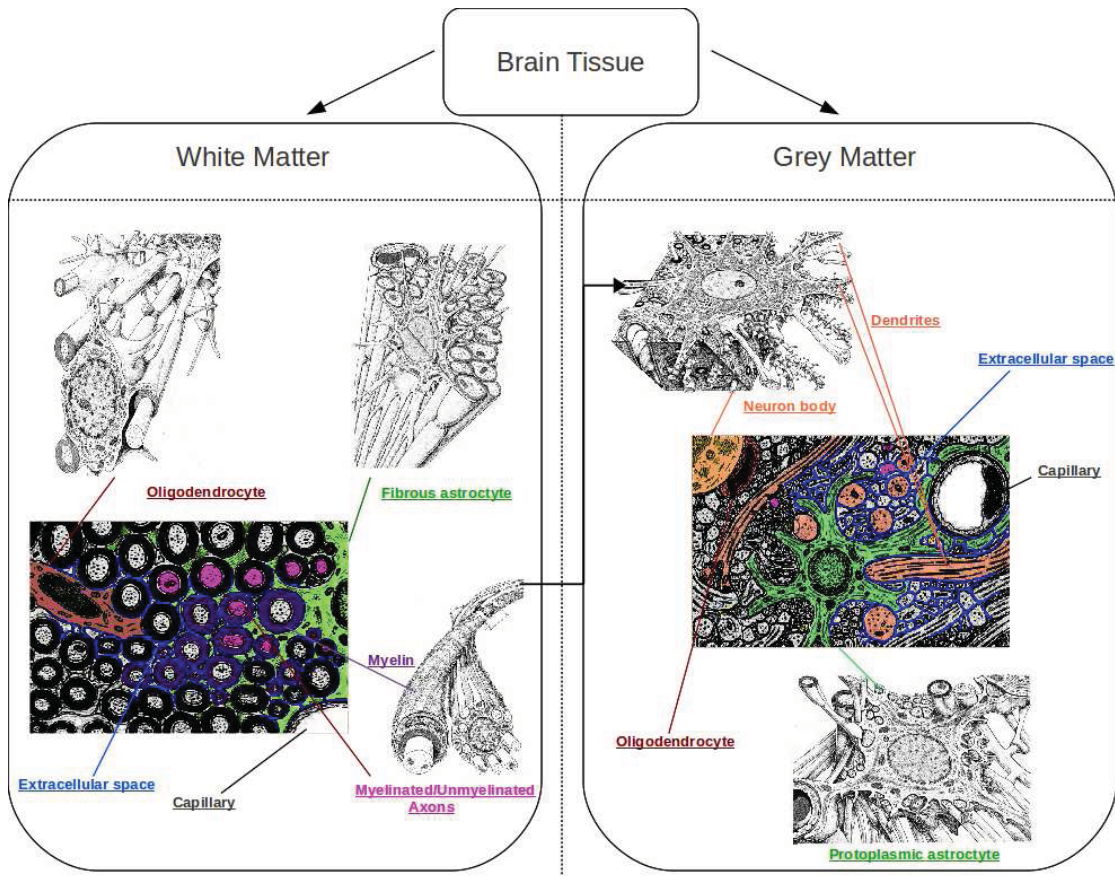 Brain Tissue
White Matter
Grey Matter
Oligodendrocyte
Fibrous astroctyte
Myelin
Extracellular space
Capillary
Myelinated/Unmyelinated
Axons
Dendrites
Extracellular space
Neuron body
Capillary
Oligodendrocyte
Protoplasmic astroctyte